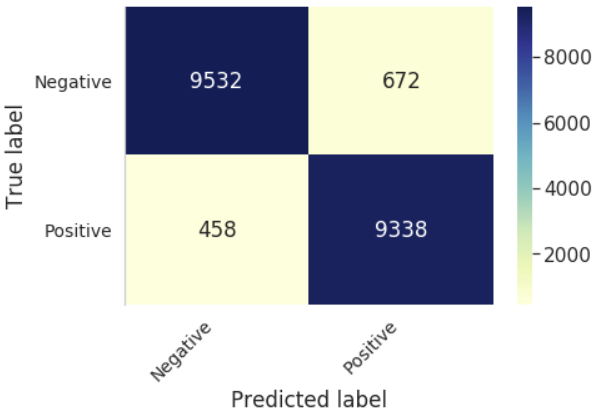 True label
Negative
9532
672
Positive
458
9338
Negative
Positive
Predicted label
8000
6000
4000
2000